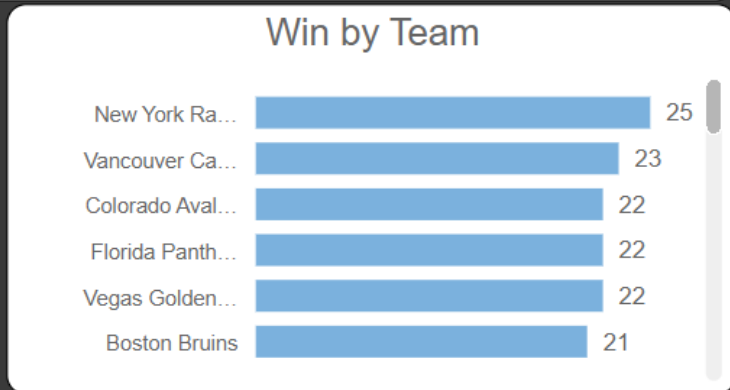 Win by Team
New York Ra… 25
Vancouver Ca… 23
Colorado Aval… 22
Florida Panth… 22
Vegas Golden… 22
Boston Bruins 21